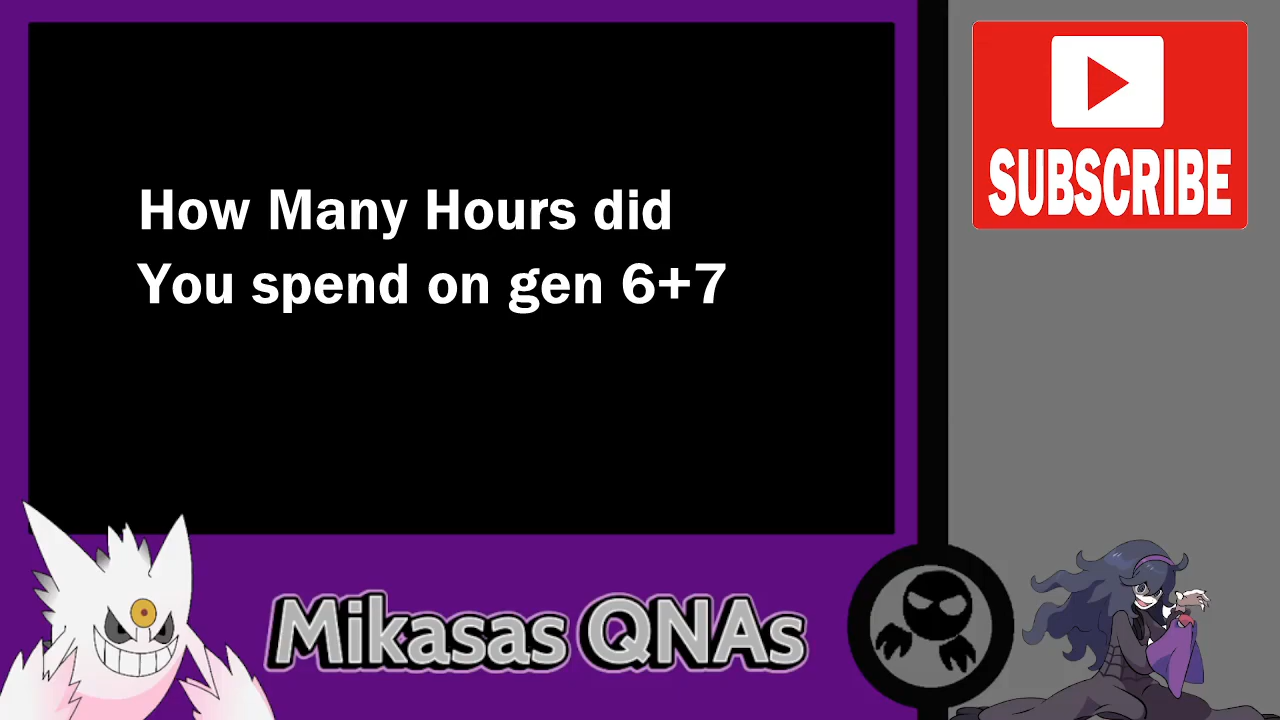 How Many Hours did
You spend on gen 6+7
SUBSCRIBE
Mikasas QNAs